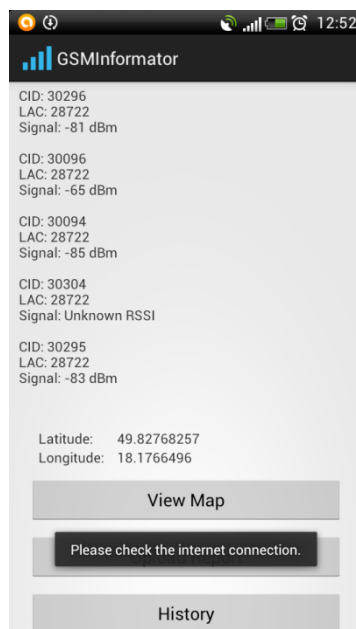 12:52
GSMInformator
CID: 30296
LAC: 28722
Signal: -81 dBm
CID: 30096
LAC: 28722
Signal: -65 dBm
CID: 30094
LAC: 28722
Signal: -85 dBm
CID: 30304
LAC: 28722
Signal: Unknown RSSI
CID: 30295
LAC: 28722
Signal: -83 dBm
Latitude: 49.82768257
Longitude: 18.1766496
View Map
Please check the internet connection.
History